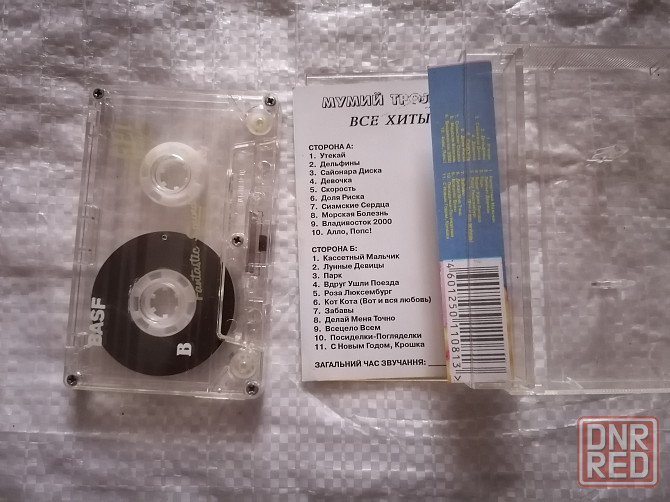 МУМИЙ ТРОЛ
ВСЕ ХИТЫ
СТОРОНА А:
1. Утекай
2. Дельфины
3. Сайонара Диска
4. Девочка
5. Скорость
6. Доля Риска
7. Сиамские Сердца
8. Морская Болезнь
9. Владивосток 2000
10. Алло, Попс!
СТОРОНА Б:
1. Кассетный Мальчик
2. Лунные Девицы
3. Парк
4. Вдруг Ушли Поезда
5. Роза Люксембург
6. Кот Кота (Вот и вся любовь)
7. Забавы
8. Делай Меня Точно
9. Всецело Всем
10. Посиделки-Погляделки
11. С Новым Годом, Крошка
ЗАГАЛЬНИЙ ЧАС ЗВУЧАННЯ:
4601250110813>
BASF
B
Fantastic
DNR
RED